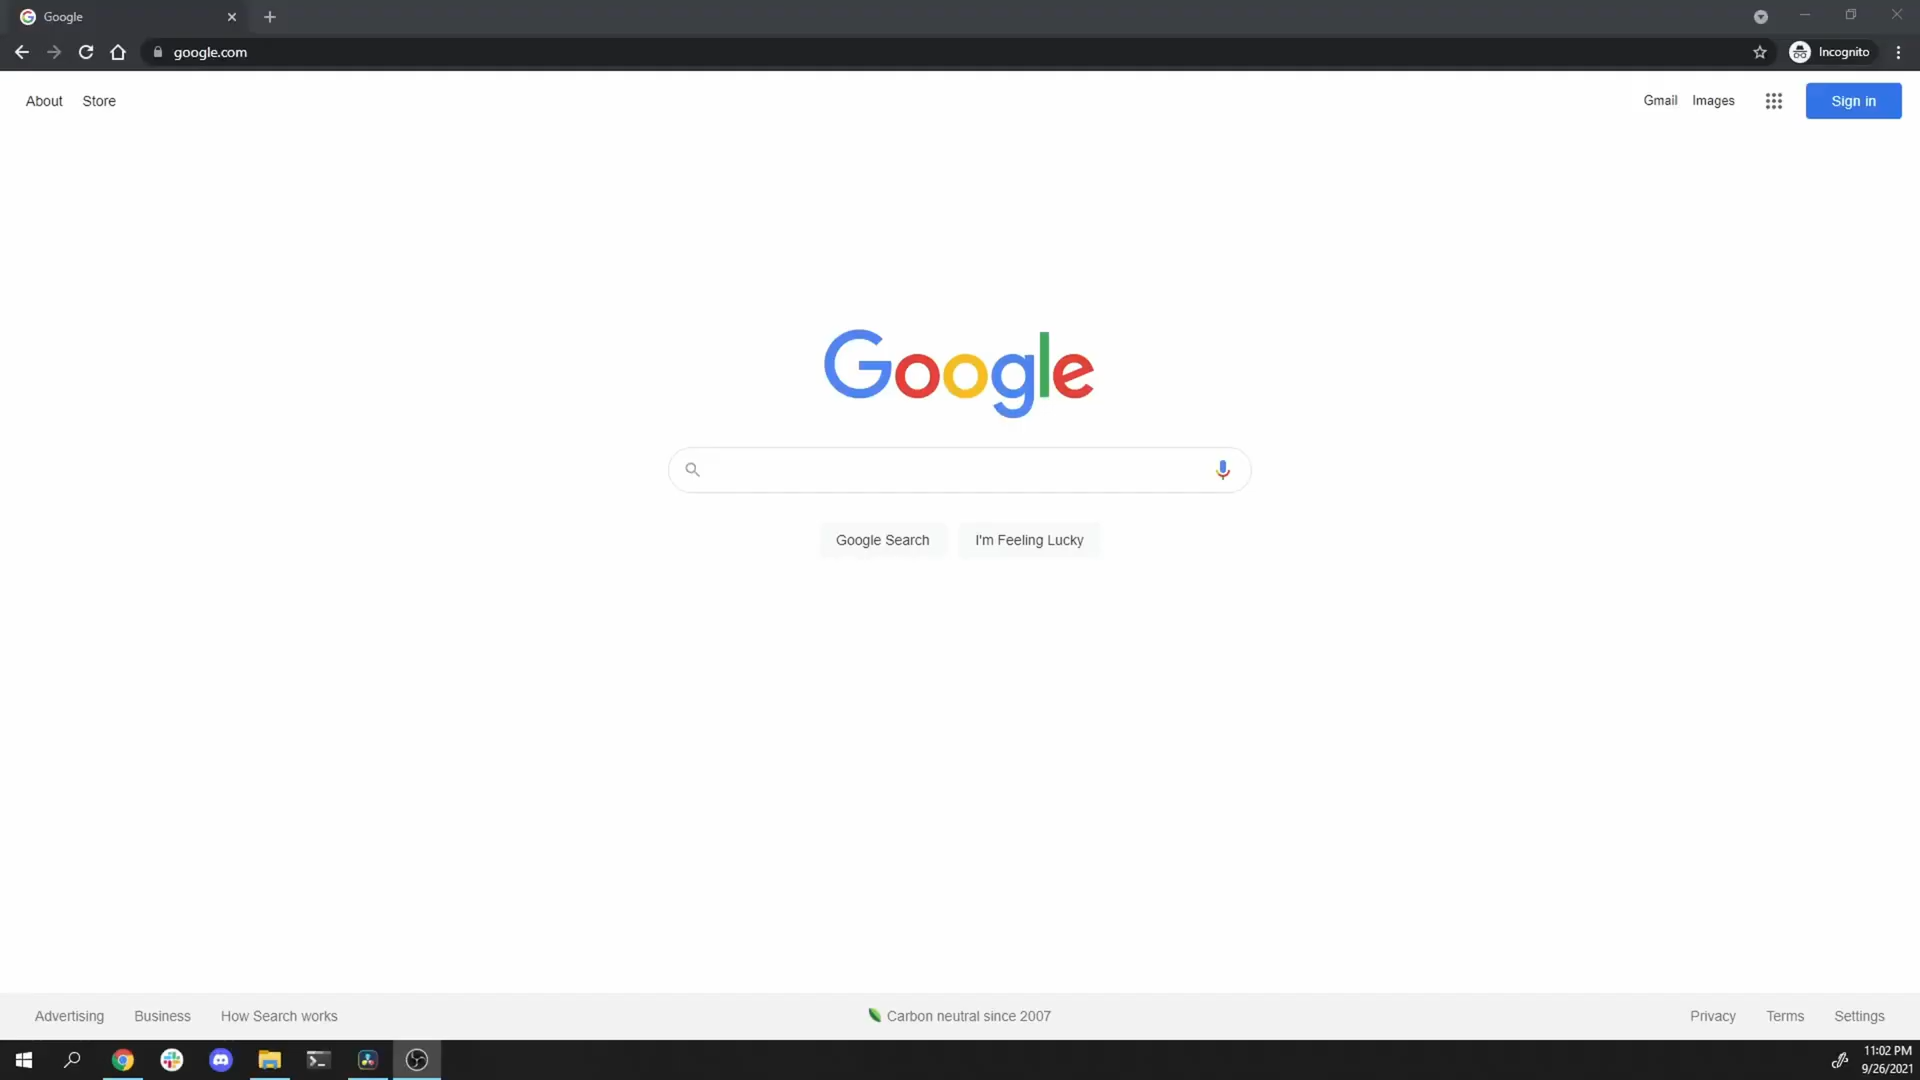 Google
google.com
Incognito
About Store
Gmail Images Sign in
Google
Google Search I'm Feeling Lucky
Advertising Business How Search works
Carbon neutral since 2007
Privacy Terms Settings
11:02 PM
9/26/2021